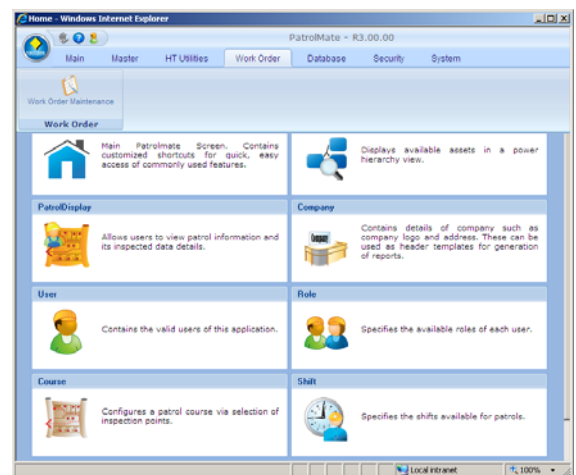 Home - Windows Internet Explorer
PatrolMate - R3.00.00
Main Master HT Utilities Work Order Database Security System
Work Order Maintenance
Work Order
Main Patrolmate Screen. Contains
customized shortcuts for quick, easy
access of commonly used features.
Displays available assets in a power
hierarchy view.
PatrolDisplay
Allows users to view patrol information and
its inspected data details.
Company
Company
Contains details of company such as
company logo and address. These can be
used as header templates for generation
of reports.
User
Contains the valid users of this application.
Role
Specifies the available roles of each user.
Course
Configures a patrol course via selection of
inspection points.
Shift
Specifies the shifts available for patrols.
Local intranet
100%